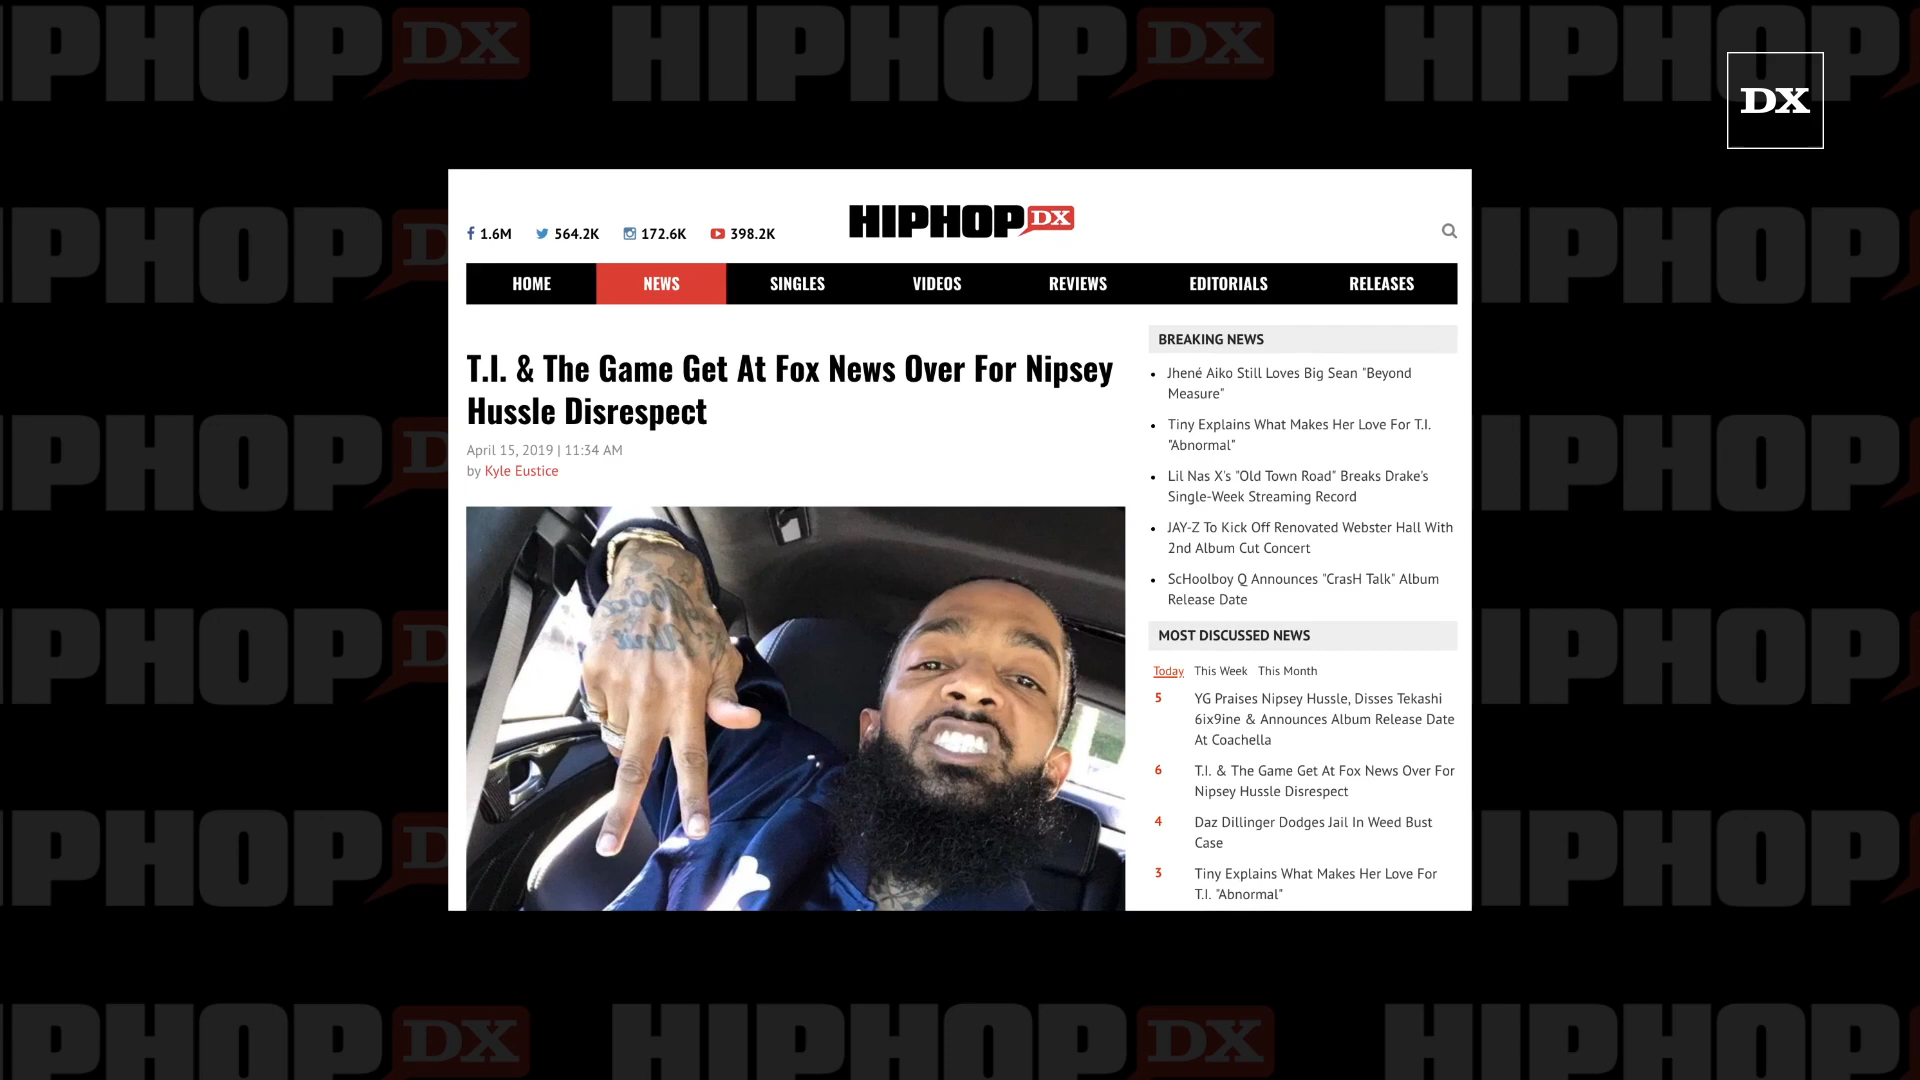 HIPHOPDX
HIPHOPDX
HIPHOP
DX
1.6M
564.2K
172.6K
398.2K
HIPHOPDX
HOME
NEWS
SINGLES
VIDEOS
REVIEWS
EDITORIALS
RELEASES
T.I. & The Game Get At Fox News Over For Nipsey
Hussle Disrespect
April 15, 2019 | 11:34 AM
by Kyle Eustice
BREAKING NEWS
Jhené Aiko Still Loves Big Sean "Beyond
Measure"
Tiny Explains What Makes Her Love For T.I.
"Abnormal"
Lil Nas X's "Old Town Road" Breaks Drake's
Single-Week Streaming Record
JAY-Z To Kick Off Renovated Webster Hall With
2nd Album Cut Concert
ScHoolboy Q Announces "CrasH Talk" Album
Release Date
MOST DISCUSSED NEWS
Today This Week This Month
5 YG Praises Nipsey Hussle, Disses Tekashi
6ix9ine & Announces Album Release Date
At Coachella
6 T.I. & The Game Get At Fox News Over For
Nipsey Hussle Disrespect
4 Daz Dillinger Dodges Jail In Weed Bust
Case
3 Tiny Explains What Makes Her Love For
T.I. "Abnormal"
HIPHOPDX
HIPHOPDX
HIPHOP